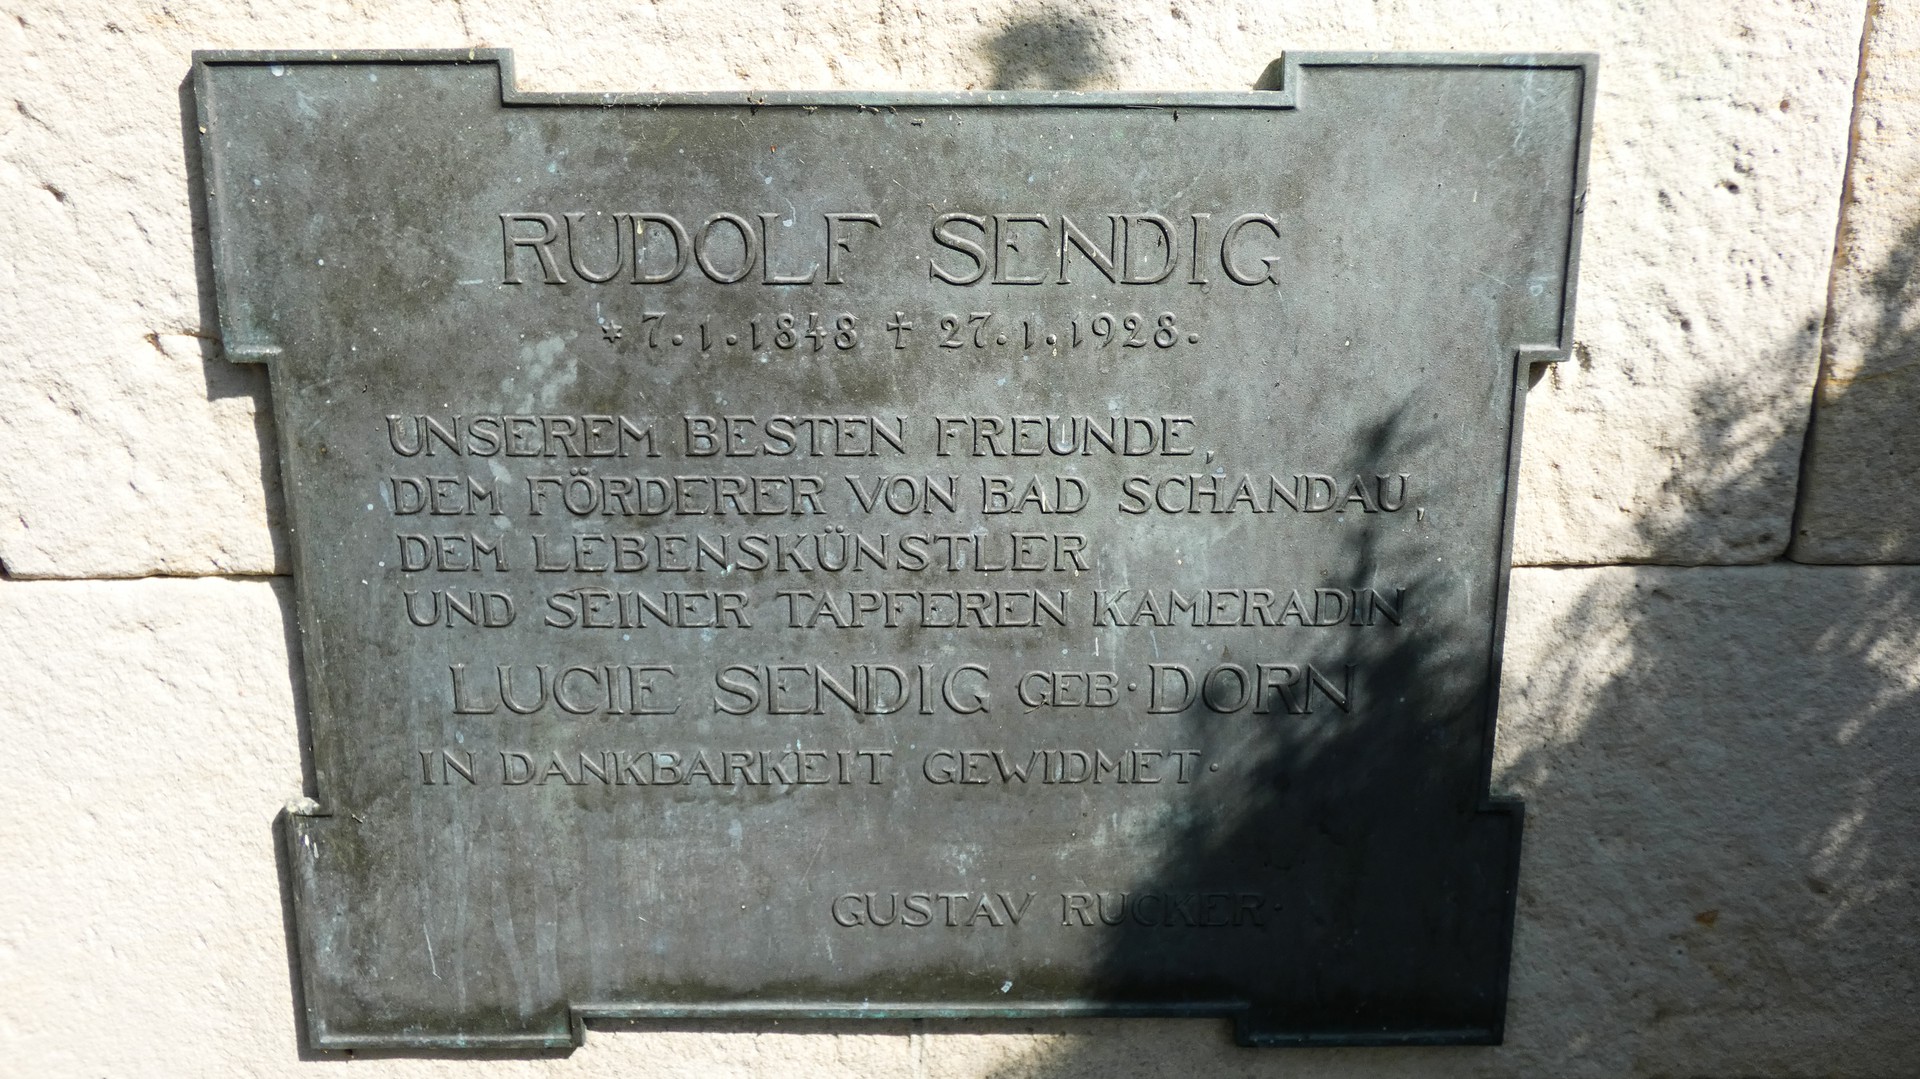 RUDOLF SENDIG
* 7.1.1848 † 27.1.1928.
UNSEREM BESTEN FREUNDE,
DEM FÖRDERER VON BAD SCHANDAU,
DEM LEBENSKÜNSTLER
UND SEINER TAPFEREN KAMERADIN
LUCIE SENDIG GEB· DORN
IN DANKBARKEIT GEWIDMET·
GUSTAV RUCKER·